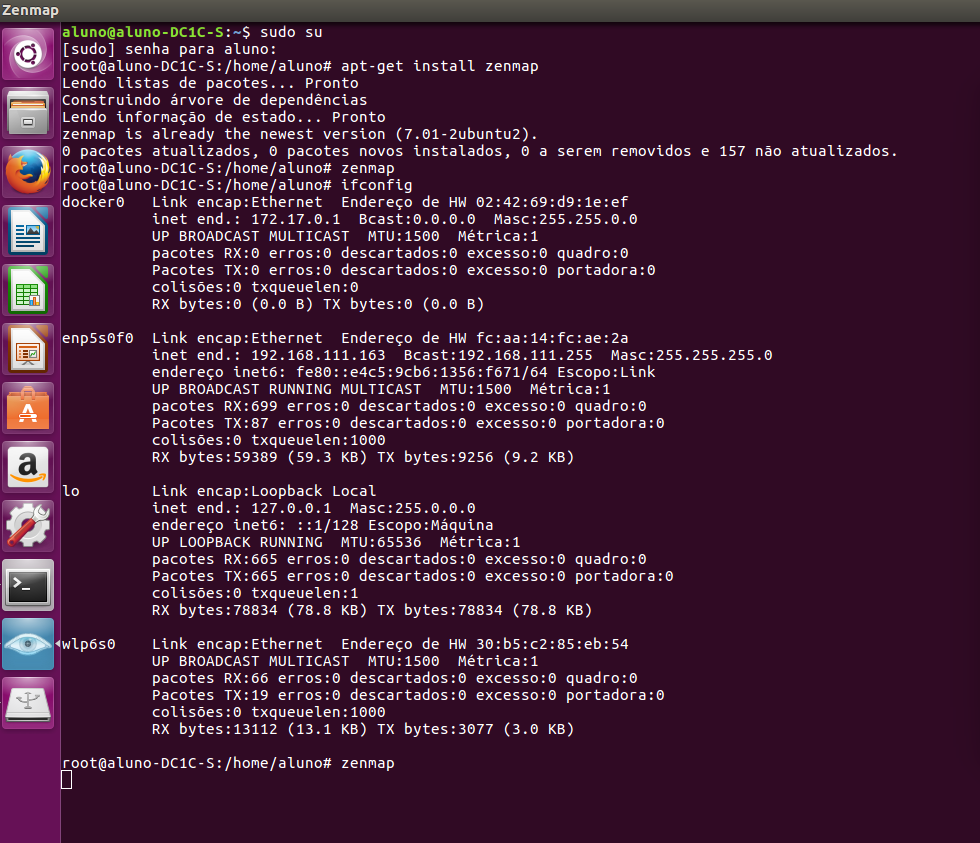 Zenmap
aluno@aluno-DC1C-S:~$ sudo su
[sudo] senha para aluno:
root@aluno-DC1C-S:/home/aluno# apt-get install zenmap
Lendo listas de pacotes... Pronto
Construindo árvore de dependências
Lendo informação de estado... Pronto
zenmap is already the newest version (7.01-2ubuntu2).
0 pacotes atualizados, 0 pacotes novos instalados, 0 a serem removidos e 157 não atualizados.
root@aluno-DC1C-S:/home/aluno# zenmap
root@aluno-DC1C-S:/home/aluno# ifconfig
docker0   Link encap:Ethernet  Endereço de HW 02:42:69:d9:1e:ef
          inet end.: 172.17.0.1  Bcast:0.0.0.0  Masc:255.255.0.0
          UP BROADCAST MULTICAST  MTU:1500  Métrica:1
          pacotes RX:0 erros:0 descartados:0 excesso:0 quadro:0
          Pacotes TX:0 erros:0 descartados:0 excesso:0 portadora:0
          colisões:0 txqueuelen:0
          RX bytes:0 (0.0 B) TX bytes:0 (0.0 B)
enp5s0f0  Link encap:Ethernet  Endereço de HW fc:aa:14:fc:ae:2a
          inet end.: 192.168.111.163  Bcast:192.168.111.255  Masc:255.255.255.0
          endereço inet6: fe80::e4c5:9cb6:1356:f671/64 Escopo:Link
          UP BROADCAST RUNNING MULTICAST  MTU:1500  Métrica:1
          pacotes RX:699 erros:0 descartados:0 excesso:0 quadro:0
          Pacotes TX:87 erros:0 descartados:0 excesso:0 portadora:0
          colisões:0 txqueuelen:1000
          RX bytes:59389 (59.3 KB) TX bytes:9256 (9.2 KB)
lo        Link encap:Loopback Local
          inet end.: 127.0.0.1  Masc:255.0.0.0
          endereço inet6: ::1/128 Escopo:Máquina
          UP LOOPBACK RUNNING  MTU:65536  Métrica:1
          pacotes RX:665 erros:0 descartados:0 excesso:0 quadro:0
          Pacotes TX:665 erros:0 descartados:0 excesso:0 portadora:0
          colisões:0 txqueuelen:1
          RX bytes:78834 (78.8 KB) TX bytes:78834 (78.8 KB)
wlp6s0    Link encap:Ethernet  Endereço de HW 30:b5:c2:85:eb:54
          UP BROADCAST MULTICAST  MTU:1500  Métrica:1
          pacotes RX:66 erros:0 descartados:0 excesso:0 quadro:0
          Pacotes TX:19 erros:0 descartados:0 excesso:0 portadora:0
          colisões:0 txqueuelen:1000
          RX bytes:13112 (13.1 KB) TX bytes:3077 (3.0 KB)
root@aluno-DC1C-S:/home/aluno# zenmap